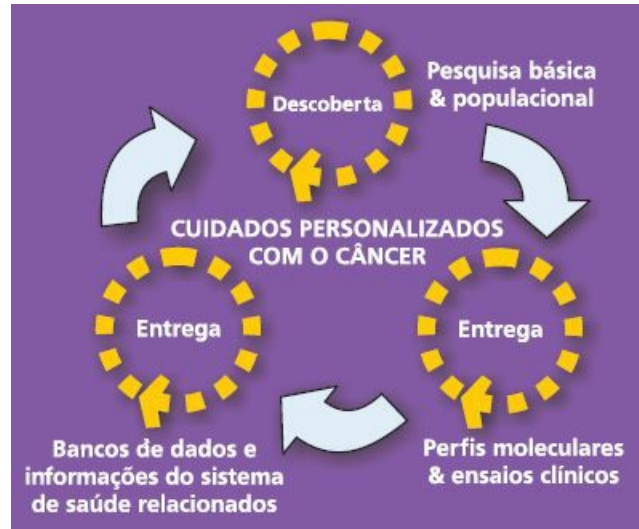 Descoberta
Pesquisa básica
& populacional
CUIDADOS PERSONALIZADOS
COM O CÂNCER
Entrega
Entrega
Bancos de dados e
informações do sistema
de saúde relacionados
Perfis moleculares
& ensaios clínicos